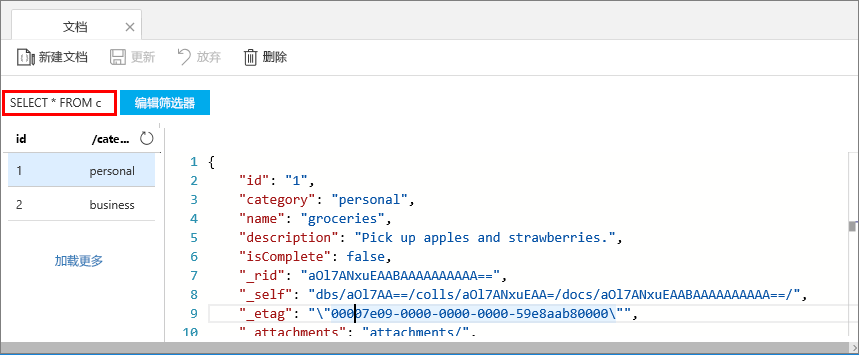 文档
新建文档 更新 放弃 删除
SELECT * FROM c 编辑筛选器
id /cate...
1 personal
2 business
加载更多
1 {
2 "id": "1",
3 "category": "personal",
4 "name": "groceries",
5 "description": "Pick up apples and strawberries.",
6 "isComplete": false,
7 "_rid": "aOl7ANxuEAABAAAAAAAAAA==",
8 "_self": "dbs/aOl7AA==/colls/aOl7ANxuEAA=/docs/aOl7ANxuEAABAAAAAAAAAA==/",
9 "_etag": "\"00007e09-0000-0000-0000-59e8aab80000\"",
10 "_attachments": "attachments/",